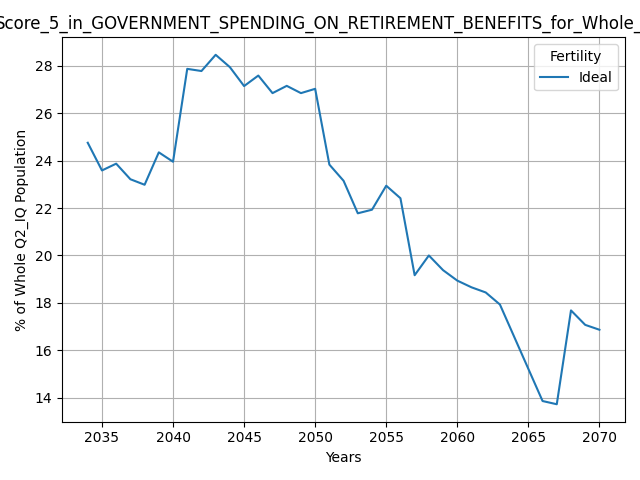 Score_5_in_GOVERNMENT_SPENDING_ON_RETIREMENT_BENEFITS_for_Whole_
Fertility
Ideal
28
26
24
22
20
18
16
14
% of Whole Q2_IQ Population
2035 2040 2045 2050 2055 2060 2065 2070
Years